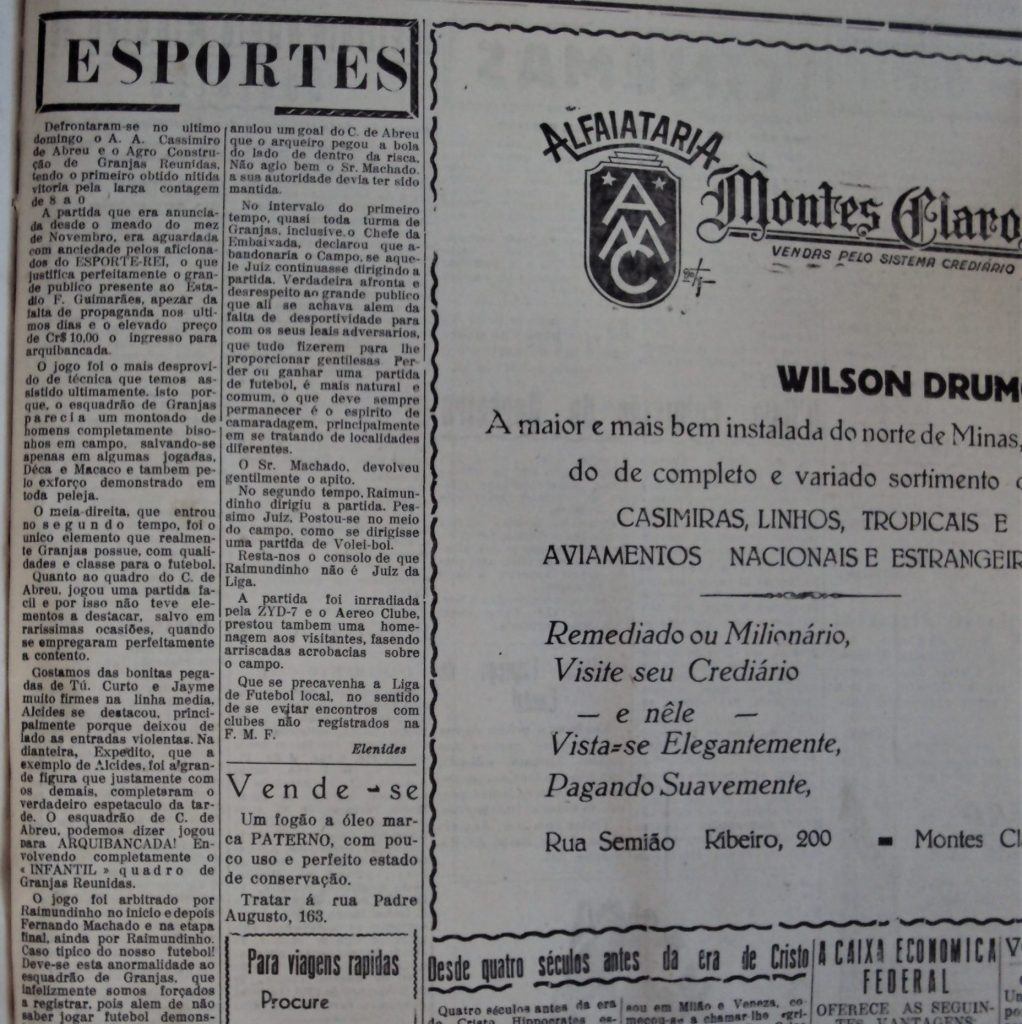 ESPORTES
Defrontaram-se no ultimo
domingo o A. A. Cassimiro
de Abreu e o Agro Constru-
ção de Granjas Reunidas,
tendo o primeiro obtido nitida
vitoria pela larga contagem
de 8 a 0
A partida que era anuncia-
da desde o meado do mez
de Novembro, era aguardada
com anciedade pelos aficiona-
dos do ESPORTE-REI, o que
justifica perfeitamente o gran-
de publico presente ao Esta-
dio F. Guimarães, apezar da
falta de propaganda nos ulti-
mos dias e o elevado preço
de Cr$ 10,00 o ingresso para
arquibancada.
O jogo foi o mais desprovi-
do de técnica que temos as-
sistido ultimamente. isto por-
que, o esquadrão de Granjas
parecia um montoado de
homens completamente biso-
nhos em campo, salvando-se
apenas em algumas jogadas,
Déca e Macaco e tambem pe-
lo exforço demonstrado em
toda peleja.
O meia-direita, que entrou
no segundo tempo, foi o
unico elemento que realmen-
te Granjas possue, com quali-
dades e classe para o futebol.
Quanto ao quadro do C. de
Abreu, jogou uma partida fa-
cil e por isso não teve ele-
mentos a destacar, salvo em
rarissimas ocasiões, quando
se empregaram perfeitamente
a contento.
Gostamos das bonitas pega-
das de Tú. Curto e Jayme
muito firmes na linha media,
Alcides se destacou, princi-
palmente porque deixou de
lado as entradas violentas. Na
dianteira, Expedito, que a
exemplo de Alcides, foi a gran-
de figura que justamente com
os demais, completaram o
verdadeiro espetaculo da tar-
de. O esquadrão de C. de
Abreu, podemos dizer jogou
para ARQUIBANCADA! En-
volvendo completamente o
« INFANTIL » quadro de
Granjas Reunidas.
O jogo foi arbitrado por
Raimundinho no inicio e depois
Fernando Machado e na etapa
final, ainda por Raimundinho.
Caso tipico do nosso futebol!
Deve-se esta anormalidade ao
esquadrão de Granjas, que
infelizmente somos forçados
a registrar, pois alem de não
saber jogar futebol demons-
anulou um goal do C. de Abreu
que o arqueiro pegou a bola
do lado de dentro da risca.
Não agio bem o Sr. Machado,
a sua autoridade devia ter sido
mantida.
No intervalo do primeiro
tempo, quasi toda turma de
Granjas, inclusive, o Chefe da
Embaixada, declarou que a-
bandonaria o Campo, se aque-
le Juiz continuasse dirigindo a
partida. Verdadeira afronta e
desrespeito ao grande publico
que ali se achava alem da
falta de desportividade para
com os seus leais adversarios,
que tudo fizerem para lhe
proporcionar gentilesas. Per-
der ou ganhar uma partida
de futebol, é mais natural e
comum, o que deve sempre
permanecer é o espirito de
camaradagem, principalmente
em se tratando de localidades
diferentes.
O Sr. Machado, devolveu
gentilmente o apito.
No segundo tempo, Raimun-
dinho dirigiu a partida. Pes-
simo Juiz, Postou-se no meio
do campo, como se dirigisse
uma partida de Volei-bol.
Resta-nos o consolo de que
Raimundinho não é Juiz da
Liga.
A partida foi inrradiada
pela ZYD-7 e o Aereo Clube,
prestou tambem uma home-
nagem aos visitantes, fasendo
arriscadas acrobacias sobre
o campo.
Que se precavenha a Liga
de Futebol local, no sentido
de se evitar encontros com
clubes não registrados na
F. M. F.
Elenides
Vende-se
Um fogão a óleo mar-
ca PATERNO, com pou-
co uso e perfeito estado
de conservação.
Tratar á rua Padre
Augusto, 163.
Para viagens rapidas
Procure
ALFAIATARIA
AMC
Montes Claro
VENDAS PELO SISTEMA CREDIÁRIO
WILSON DRUM
A maior e mais bem instalada do norte de Minas,
do de completo e variado sortimento
CASIMIRAS, LINHOS, TROPICAIS E
AVIAMENTOS NACIONAIS E ESTRANGEIR
Remediado ou Milionário,
Visite seu Crediário
— e nêle —
Vista-se Elegantemente,
Pagando Suavemente,
Rua Semião Ribeiro, 200 - Montes Cl
Desde quatro séculos antes da era de Cristo
Quatro séculos antes da era
de Cristo, Hippocrates es-
sou em Milão e Veneza, co-
meçou-se a chamar-lhe
A CAIXA ECONOMICA
FEDERAL
OFERECE AS SEGUIN-
TES VANTAGENS: